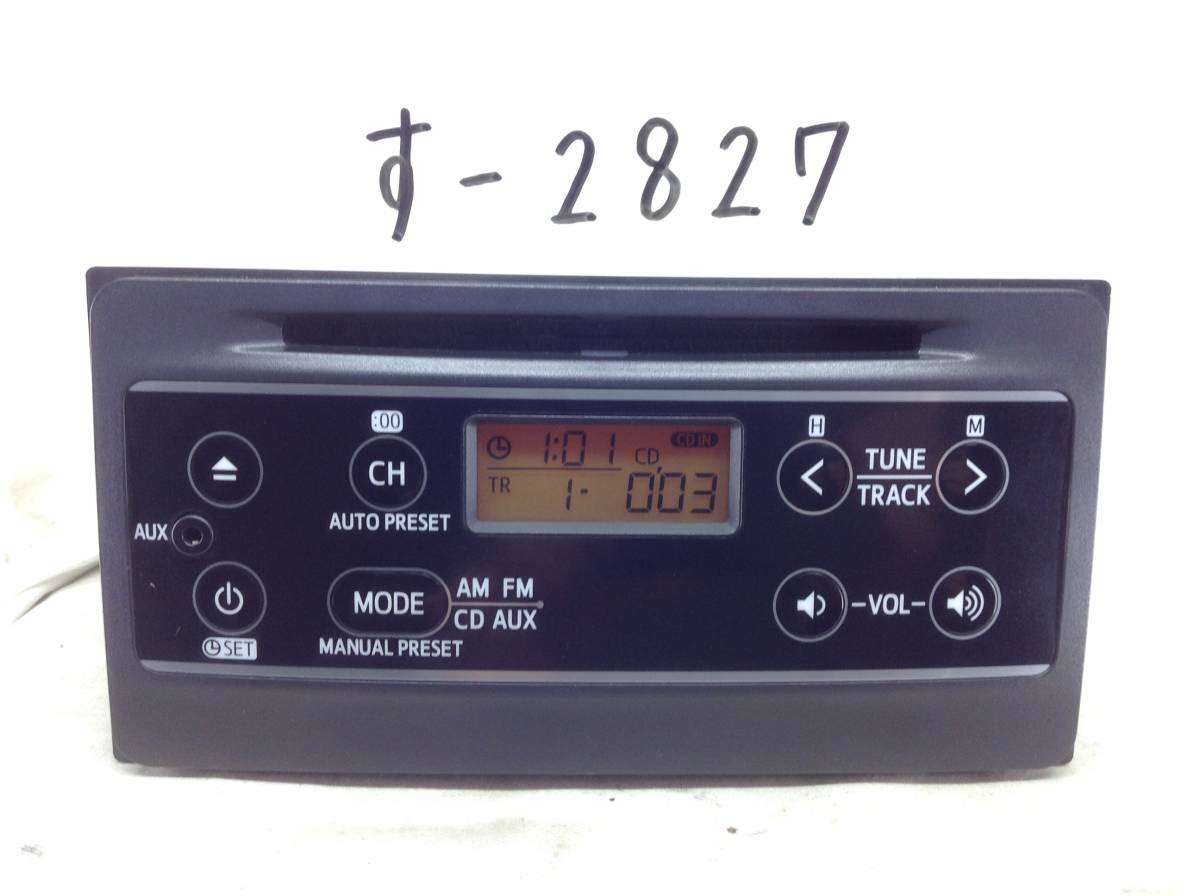 す-2827
:00
H
M
CH
1:01
CD IN
CD
TUNE
TR
1- 003
TRACK
AUTO PRESET
AUX
MODE
AM FM
CD AUX
-VOL-
SET
MANUAL PRESET